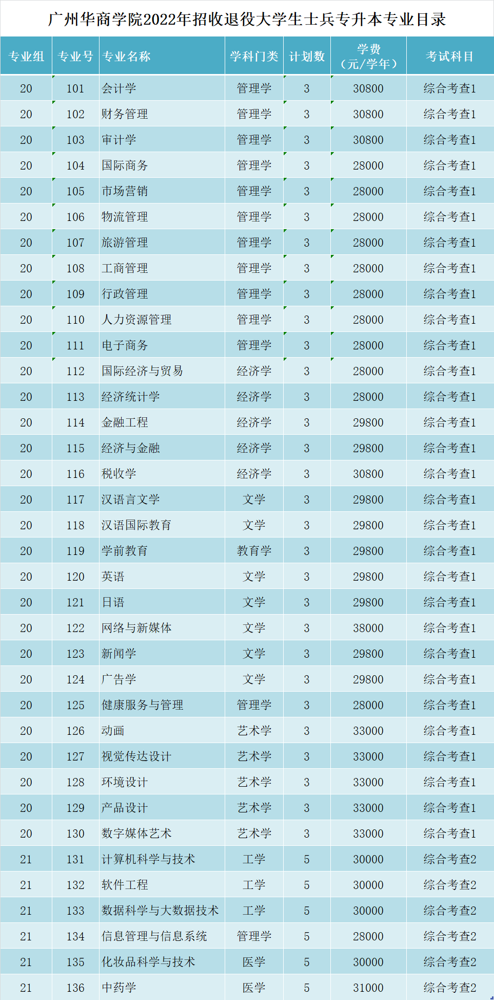 广州华商学院2022年招收退役大学生士兵专升本专业目录
专业组 专业号 专业名称 学科门类 计划数 学费（元/学年） 考试科目
20 101 会计学 管理学 3 30800 综合考查1
20 102 财务管理 管理学 3 30800 综合考查1
20 103 审计学 管理学 3 30800 综合考查1
20 104 国际商务 管理学 3 28000 综合考查1
20 105 市场营销 管理学 3 28000 综合考查1
20 106 物流管理 管理学 3 28000 综合考查1
20 107 旅游管理 管理学 3 28000 综合考查1
20 108 工商管理 管理学 3 28000 综合考查1
20 109 行政管理 管理学 3 28000 综合考查1
20 110 人力资源管理 管理学 3 28000 综合考查1
20 111 电子商务 管理学 3 28000 综合考查1
20 112 国际经济与贸易 经济学 3 28000 综合考查1
20 113 经济统计学 经济学 3 28000 综合考查1
20 114 金融工程 经济学 3 29800 综合考查1
20 115 经济与金融 经济学 3 29800 综合考查1
20 116 税收学 经济学 3 30800 综合考查1
20 117 汉语言文学 文学 3 29800 综合考查1
20 118 汉语国际教育 文学 3 29800 综合考查1
20 119 学前教育 教育学 3 29800 综合考查1
20 120 英语 文学 3 29800 综合考查1
20 121 日语 文学 3 29800 综合考查1
20 122 网络与新媒体 文学 3 38000 综合考查1
20 123 新闻学 文学 3 29800 综合考查1
20 124 广告学 文学 3 29800 综合考查1
20 125 健康服务与管理 管理学 3 28000 综合考查1
20 126 动画 艺术学 3 33000 综合考查1
20 127 视觉传达设计 艺术学 3 33000 综合考查1
20 128 环境设计 艺术学 3 33000 综合考查1
20 129 产品设计 艺术学 3 33000 综合考查1
20 130 数字媒体艺术 艺术学 3 33000 综合考查1
21 131 计算机科学与技术 工学 5 30000 综合考查2
21 132 软件工程 工学 5 30000 综合考查2
21 133 数据科学与大数据技术 工学 5 30000 综合考查2
21 134 信息管理与信息系统 管理学 5 28000 综合考查2
21 135 化妆品科学与技术 医学 5 30000 综合考查2
21 136 中药学 医学 5 31000 综合考查2